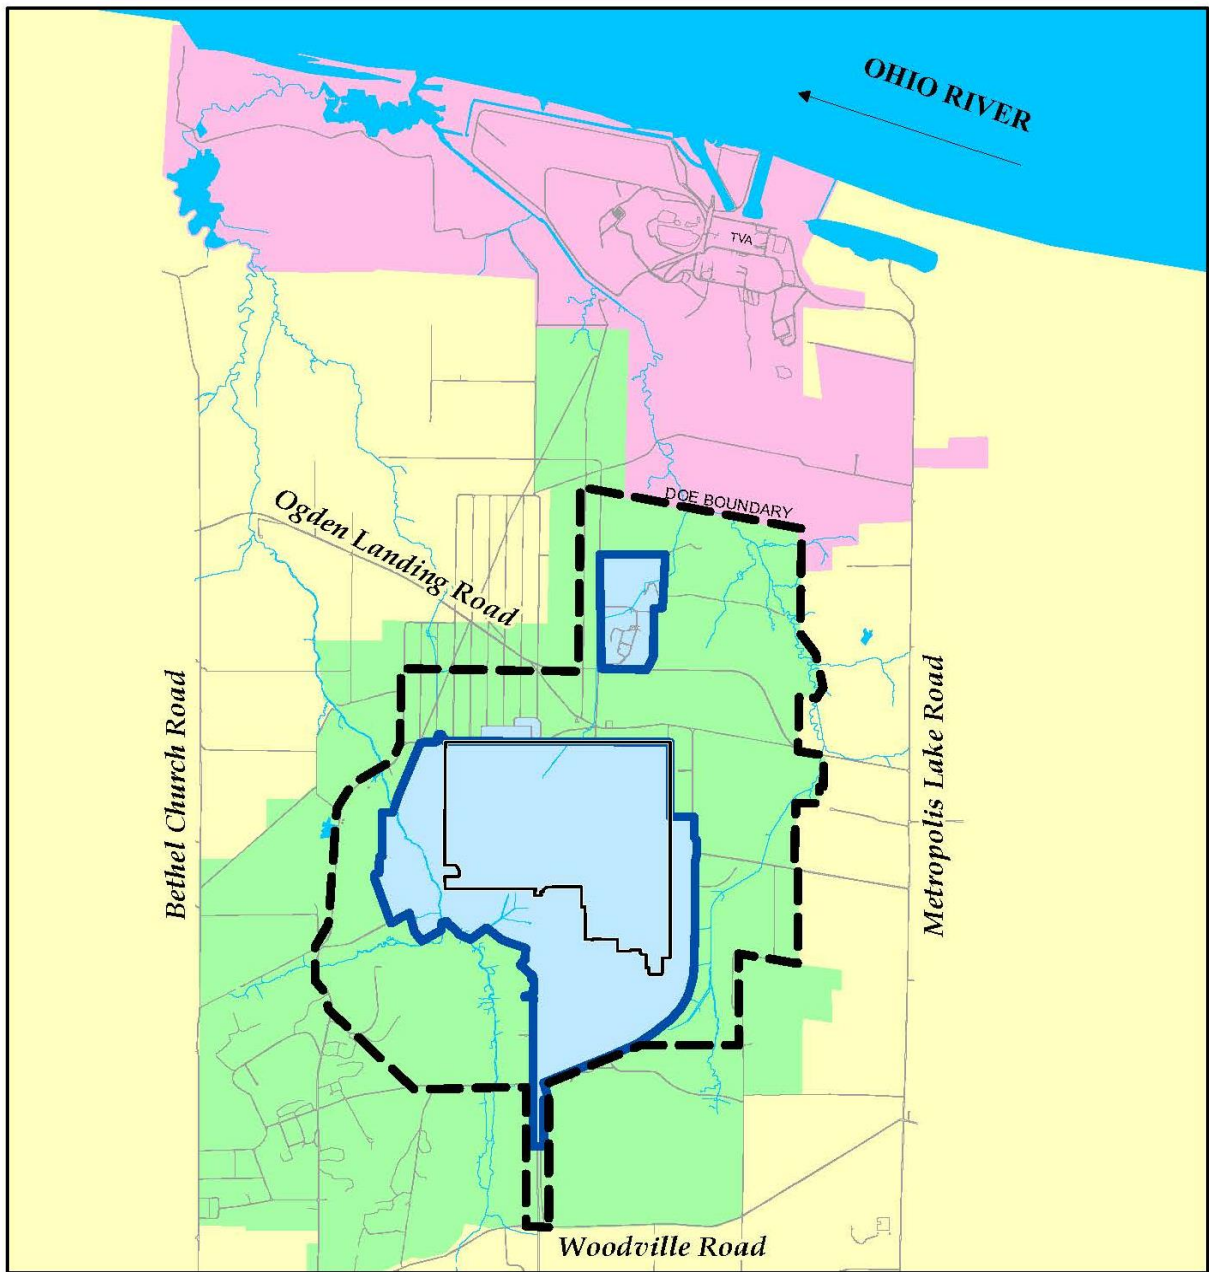 OHIO RIVER
TVA
DOE BOUNDARY
Ogden Landing Road
Bethel Church Road
Metropolis Lake Road
Woodville Road